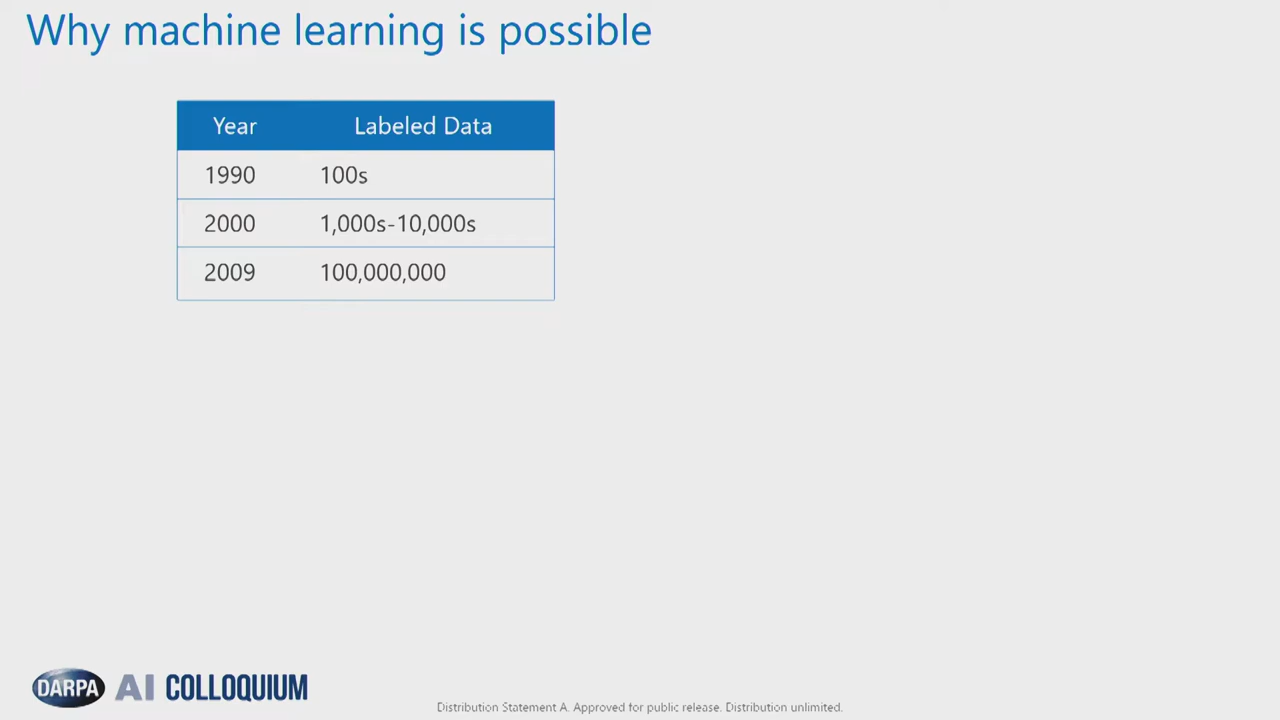 Why machine learning is possible
Year Labeled Data
1990 100s
2000 1,000s-10,000s
2009 100,000,000
DARPA AI COLLOQUIUM
Distribution Statement A. Approved for public release. Distribution unlimited.